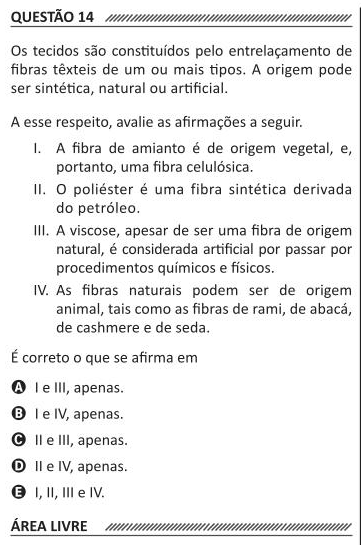 QUESTÃO 14
Os tecidos são constituídos pelo entrelaçamento de
fibras têxteis de um ou mais tipos. A origem pode
ser sintética, natural ou artificial.
A esse respeito, avalie as afirmações a seguir.
I. A fibra de amianto é de origem vegetal, e,
portanto, uma fibra celulósica.
II. O poliéster é uma fibra sintética derivada
do petróleo.
III. A viscose, apesar de ser uma fibra de origem
natural, é considerada artificial por passar por
procedimentos químicos e físicos.
IV. As fibras naturais podem ser de origem
animal, tais como as fibras de rami, de abacá,
de cashmere e de seda.
É correto o que se afirma em
A I e III, apenas.
B I e IV, apenas.
C II e III, apenas.
D II e IV, apenas.
E I, II, III e IV.
ÁREA LIVRE